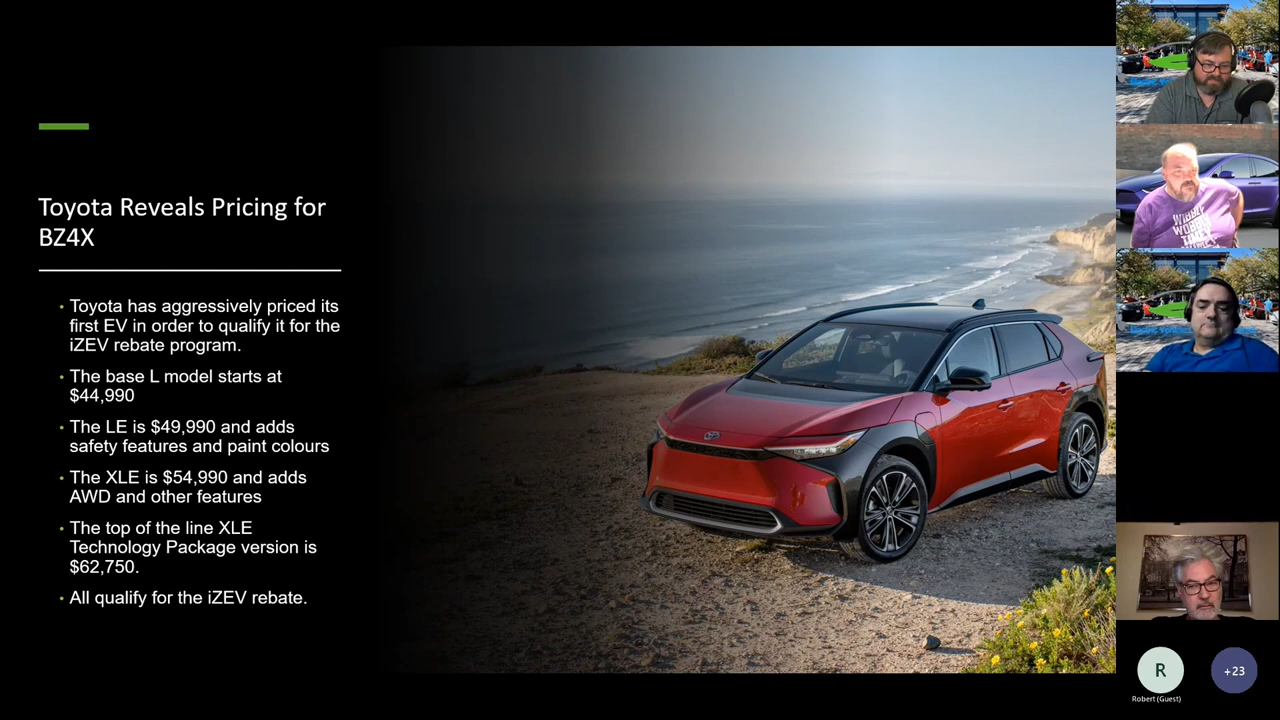 Toyota Reveals Pricing for
BZ4X
• Toyota has aggressively priced its
first EV in order to qualify it for the
iZEV rebate program.
• The base L model starts at
$44,990
• The LE is $49,990 and adds
safety features and paint colours
• The XLE is $54,990 and adds
AWD and other features
• The top of the line XLE
Technology Package version is
$62,750.
• All qualify for the iZEV rebate.
WIBBLY
WOBBLY
TIMEY
R
+23
Robert (Guest)